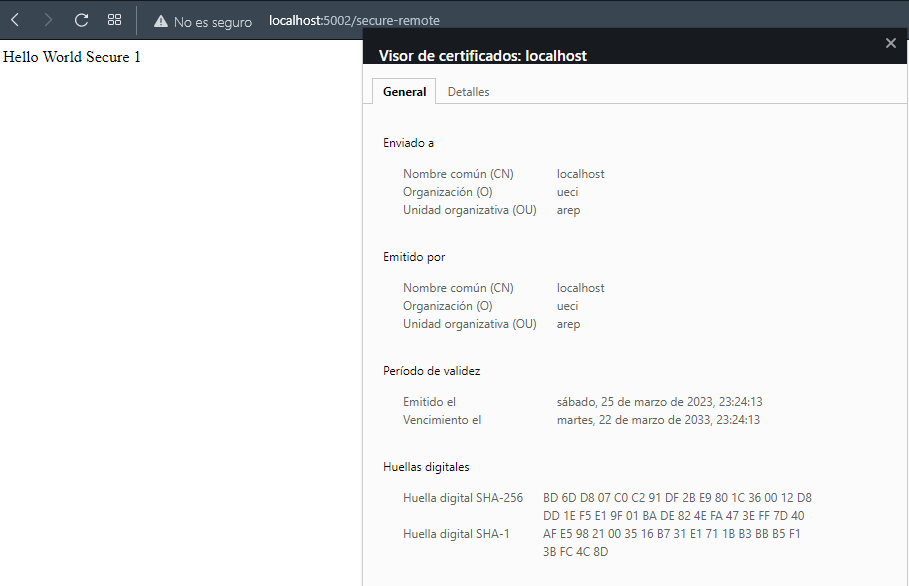 No es seguro localhost:5002/secure-remote
Hello World Secure 1
Visor de certificados: localhost
General Detalles
Enviado a
Nombre común (CN) localhost
Organización (O) ueci
Unidad organizativa (OU) arep
Emitido por
Nombre común (CN) localhost
Organización (O) ueci
Unidad organizativa (OU) arep
Período de validez
Emitido el sábado, 25 de marzo de 2023, 23:24:13
Vencimiento el martes, 22 de marzo de 2033, 23:24:13
Huellas digitales
Huella digital SHA-256 BD 6D D8 07 C0 C2 91 DF 2B E9 80 1C 36 00 12 D8
DD 1E F5 E1 9F 01 BA DE 82 4E FA 47 3E FF 7D 40
Huella digital SHA-1 AF E5 98 21 00 35 16 B7 31 E1 71 1B B3 BB B5 F1
3B FC 4C 8D